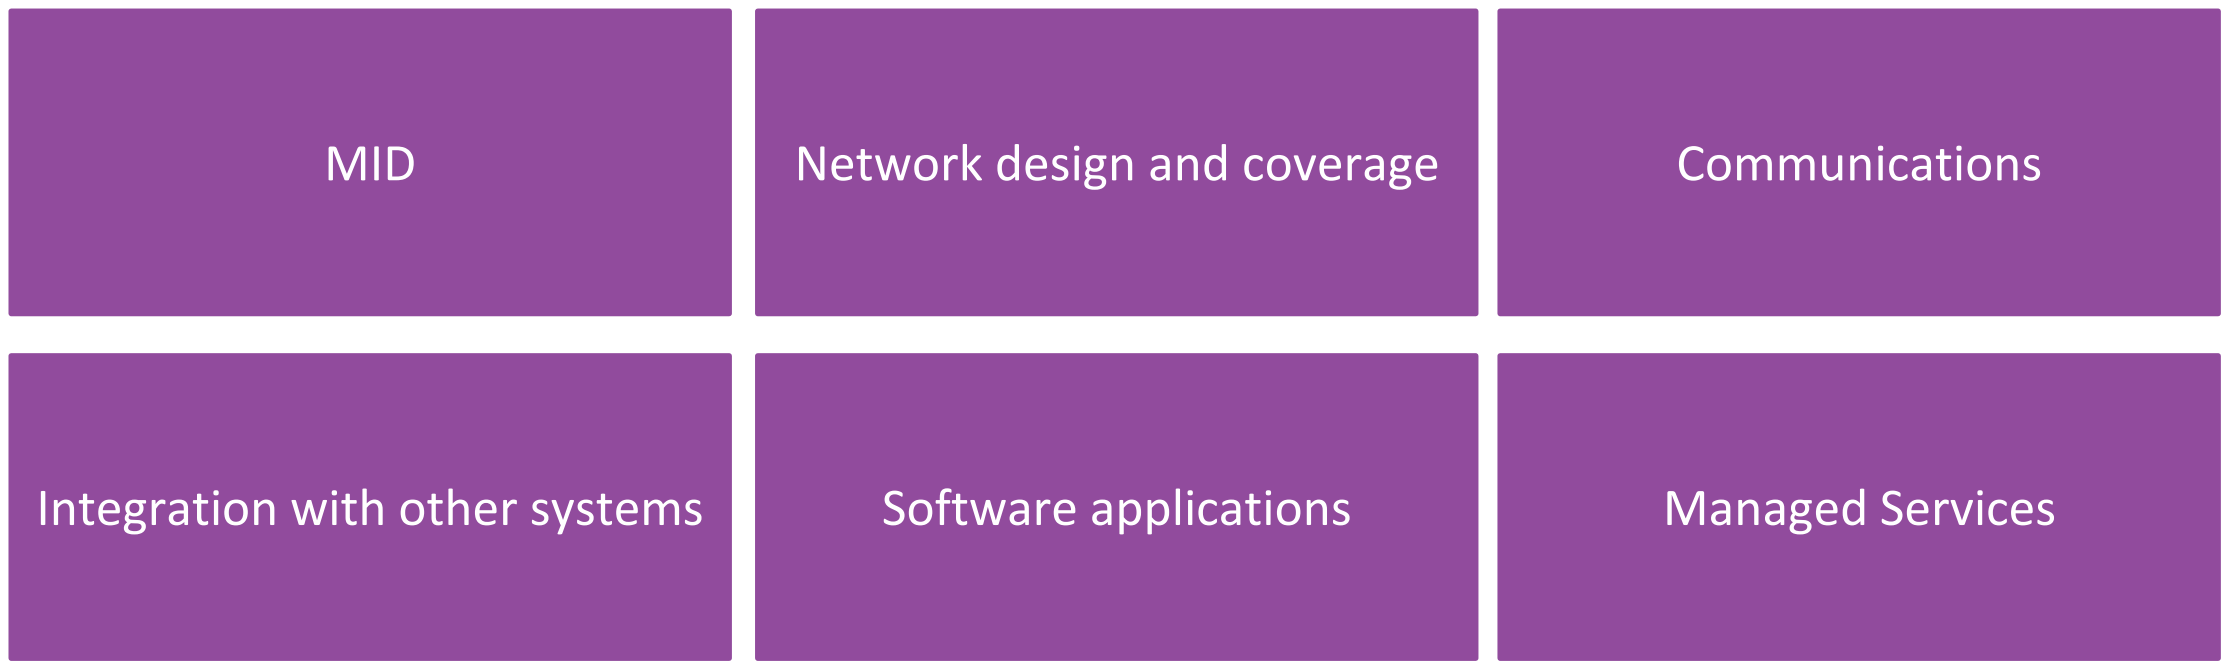 MID
Network design and coverage
Communications
Integration with other systems
Software applications
Managed Services